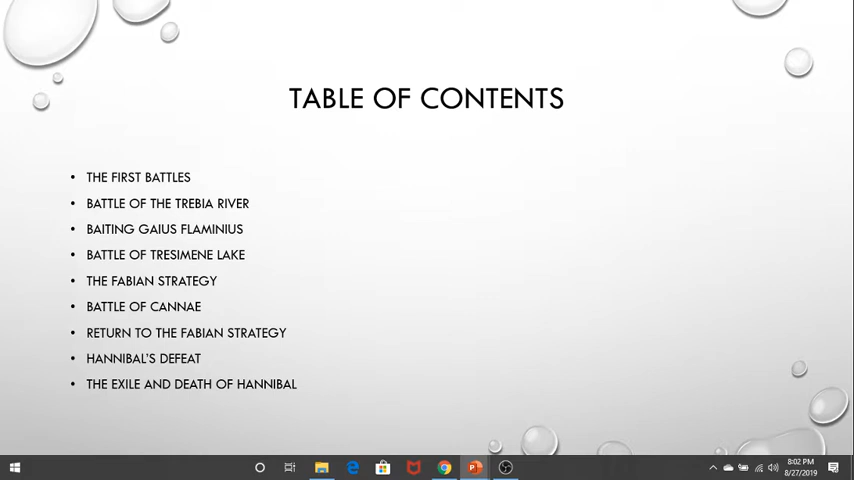 TABLE OF CONTENTS
• THE FIRST BATTLES
• BATTLE OF THE TREBIA RIVER
• BAITING GAIUS FLAMINIUS
• BATTLE OF TRESIMENE LAKE
• THE FABIAN STRATEGY
• BATTLE OF CANNAE
• RETURN TO THE FABIAN STRATEGY
• HANNIBAL'S DEFEAT
• THE EXILE AND DEATH OF HANNIBAL
8:02 PM
8/27/2019